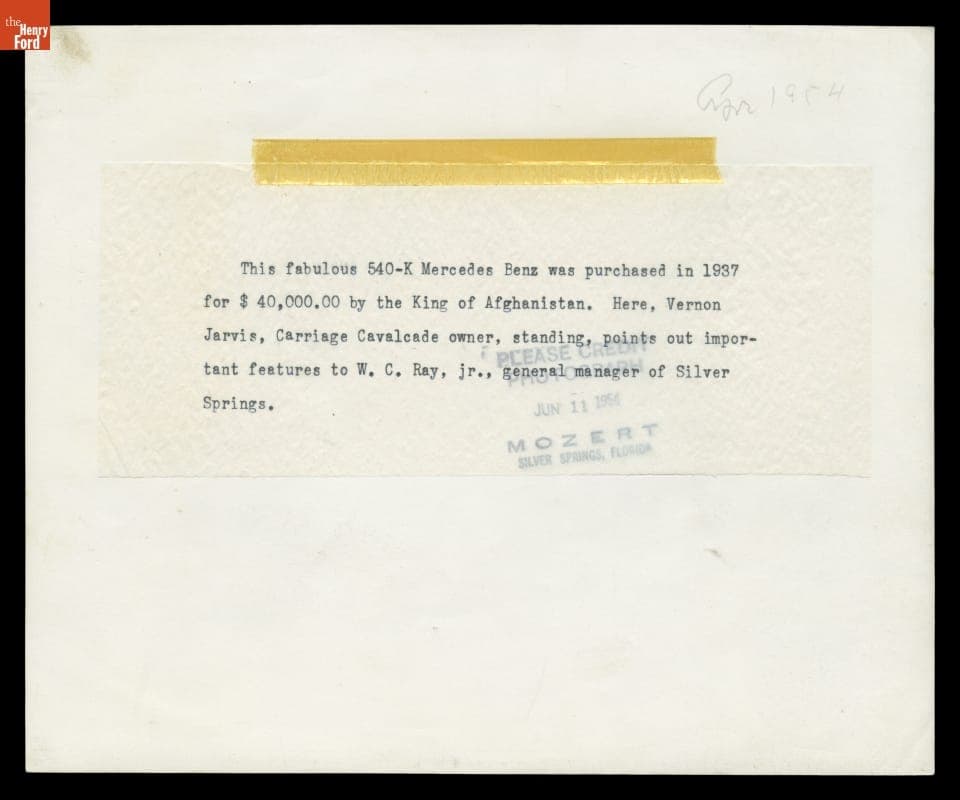 the
Henry
Ford
Apr 1954
This fabulous 540-K Mercedes Benz was purchased in 1937
for $ 40,000.00 by the King of Afghanistan.  Here, Vernon
Jarvis, Carriage Cavalcade owner, standing, points out impor-
tant features to W. C. Ray, jr., general manager of Silver
Springs.
PLEASE CREDIT
PHOTOGRAPH
JUN 11 1954
MOZERT
SILVER SPRINGS, FLORIDA